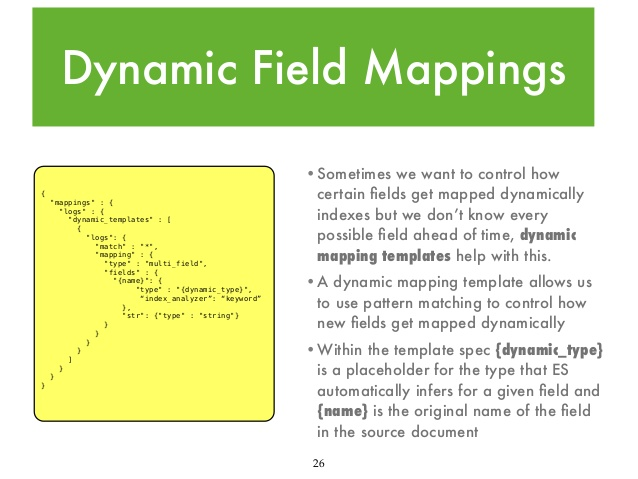 Dynamic Field Mappings
{
"mappings" : {
"logs" : {
"dynamic_templates" : [
{
"logs": {
"match" : "*",
"mapping" : {
"type" : "multi_field",
"fields" : {
"{name}": {
"type" : "{dynamic_type}",
“index_analyzer”: “keyword”
},
"str": {"type" : "string"}
}
}
}
}
]
}
}
}
•Sometimes we want to control how
certain fields get mapped dynamically
indexes but we don’t know every
possible field ahead of time, dynamic
mapping templates help with this.
•A dynamic mapping template allows us
to use pattern matching to control how
new fields get mapped dynamically
•Within the template spec {dynamic_type}
is a placeholder for the type that ES
automatically infers for a given field and
{name} is the original name of the field
in the source document
26